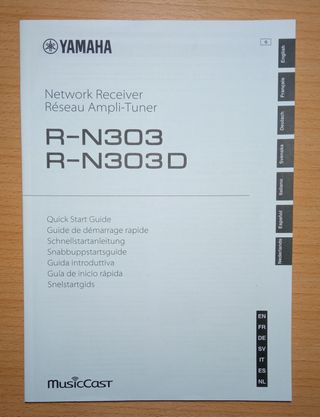 YAMAHA
G
Network Receiver
Réseau Ampli-Tuner
R-N303
R-N303D
Quick Start Guide
Guide de démarrage rapide
Schnellstartanleitung
Snabbuppstartsguide
Guida introduttiva
Guía de inicio rápida
Snelstartgids
MusicCast
English
Français
Deutsch
Svenska
Italiano
Español
Nederlands
EN
FR
DE
SV
IT
ES
NL